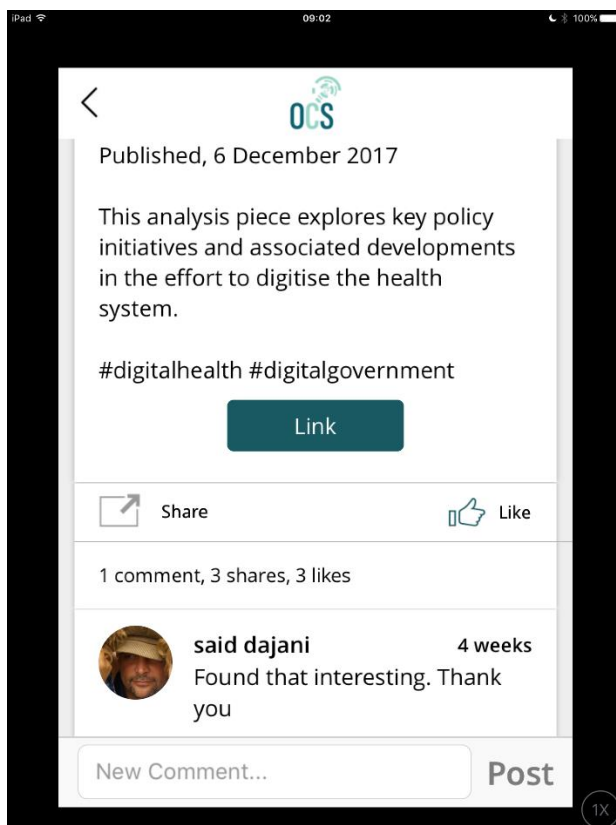 iPad 09:02 100%
OCS
Published, 6 December 2017
This analysis piece explores key policy
initiatives and associated developments
in the effort to digitise the health
system.
#digitalhealth #digitalgovernment
Link
Share Like
1 comment, 3 shares, 3 likes
said dajani 4 weeks
Found that interesting. Thank
you
New Comment... Post
1X